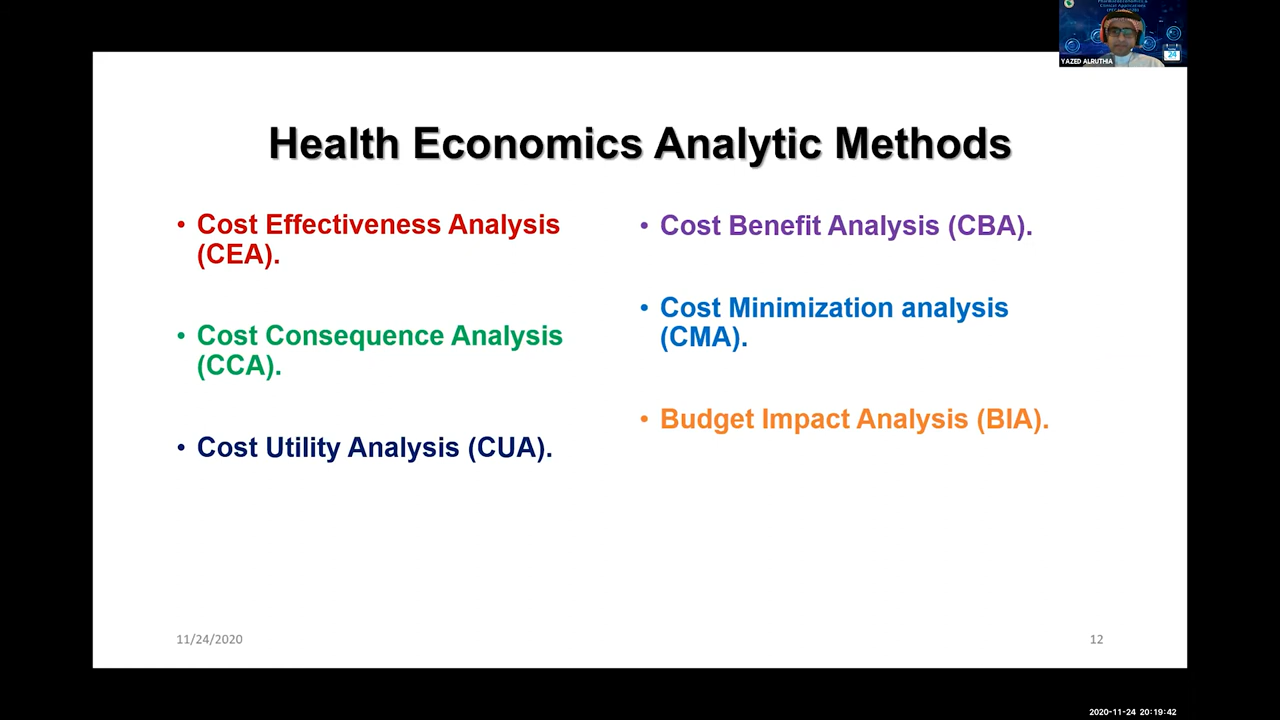 Health Economics Analytic Methods
• Cost Effectiveness Analysis
(CEA).
• Cost Consequence Analysis
(CCA).
• Cost Utility Analysis (CUA).
• Cost Benefit Analysis (CBA).
• Cost Minimization analysis
(CMA).
• Budget Impact Analysis (BIA).
11/24/2020
12
YAZED ALRUTHIA
24
2020-11-24 20:19:42